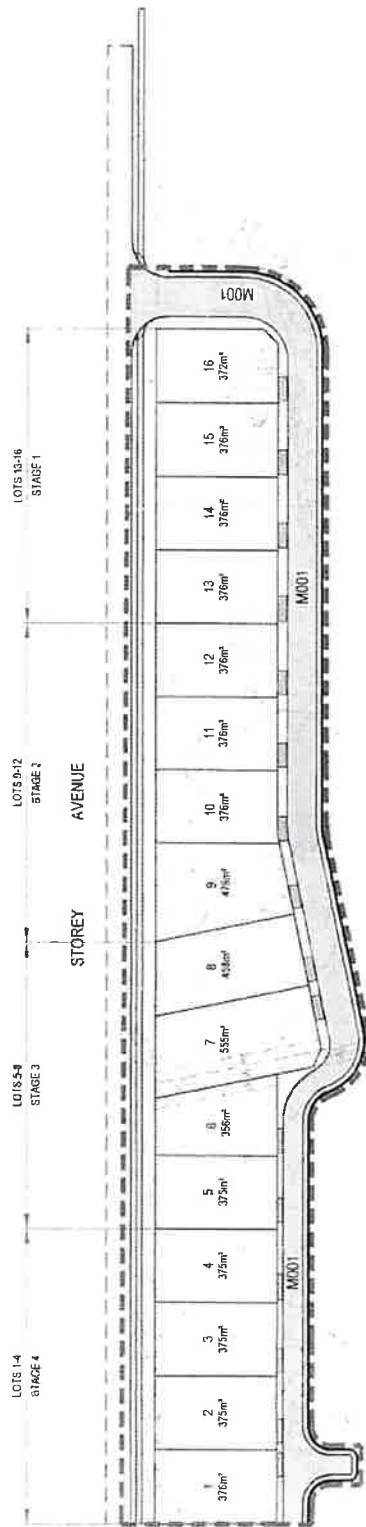 LOTS 13-16
STAGE 1
LOTS 9-12
STAGE 2
LOTS 5-8
STAGE 3
LOTS 1-4
STAGE 4
STOREY AVENUE
M001
16
372m²
15
376m²
14
376m²
13
376m²
12
376m²
11
376m²
10
376m²
9
476m²
8
7
555m²
6
356m²
5
375m²
4
375m²
3
375m²
2
375m²
1
376m²
M001
M001